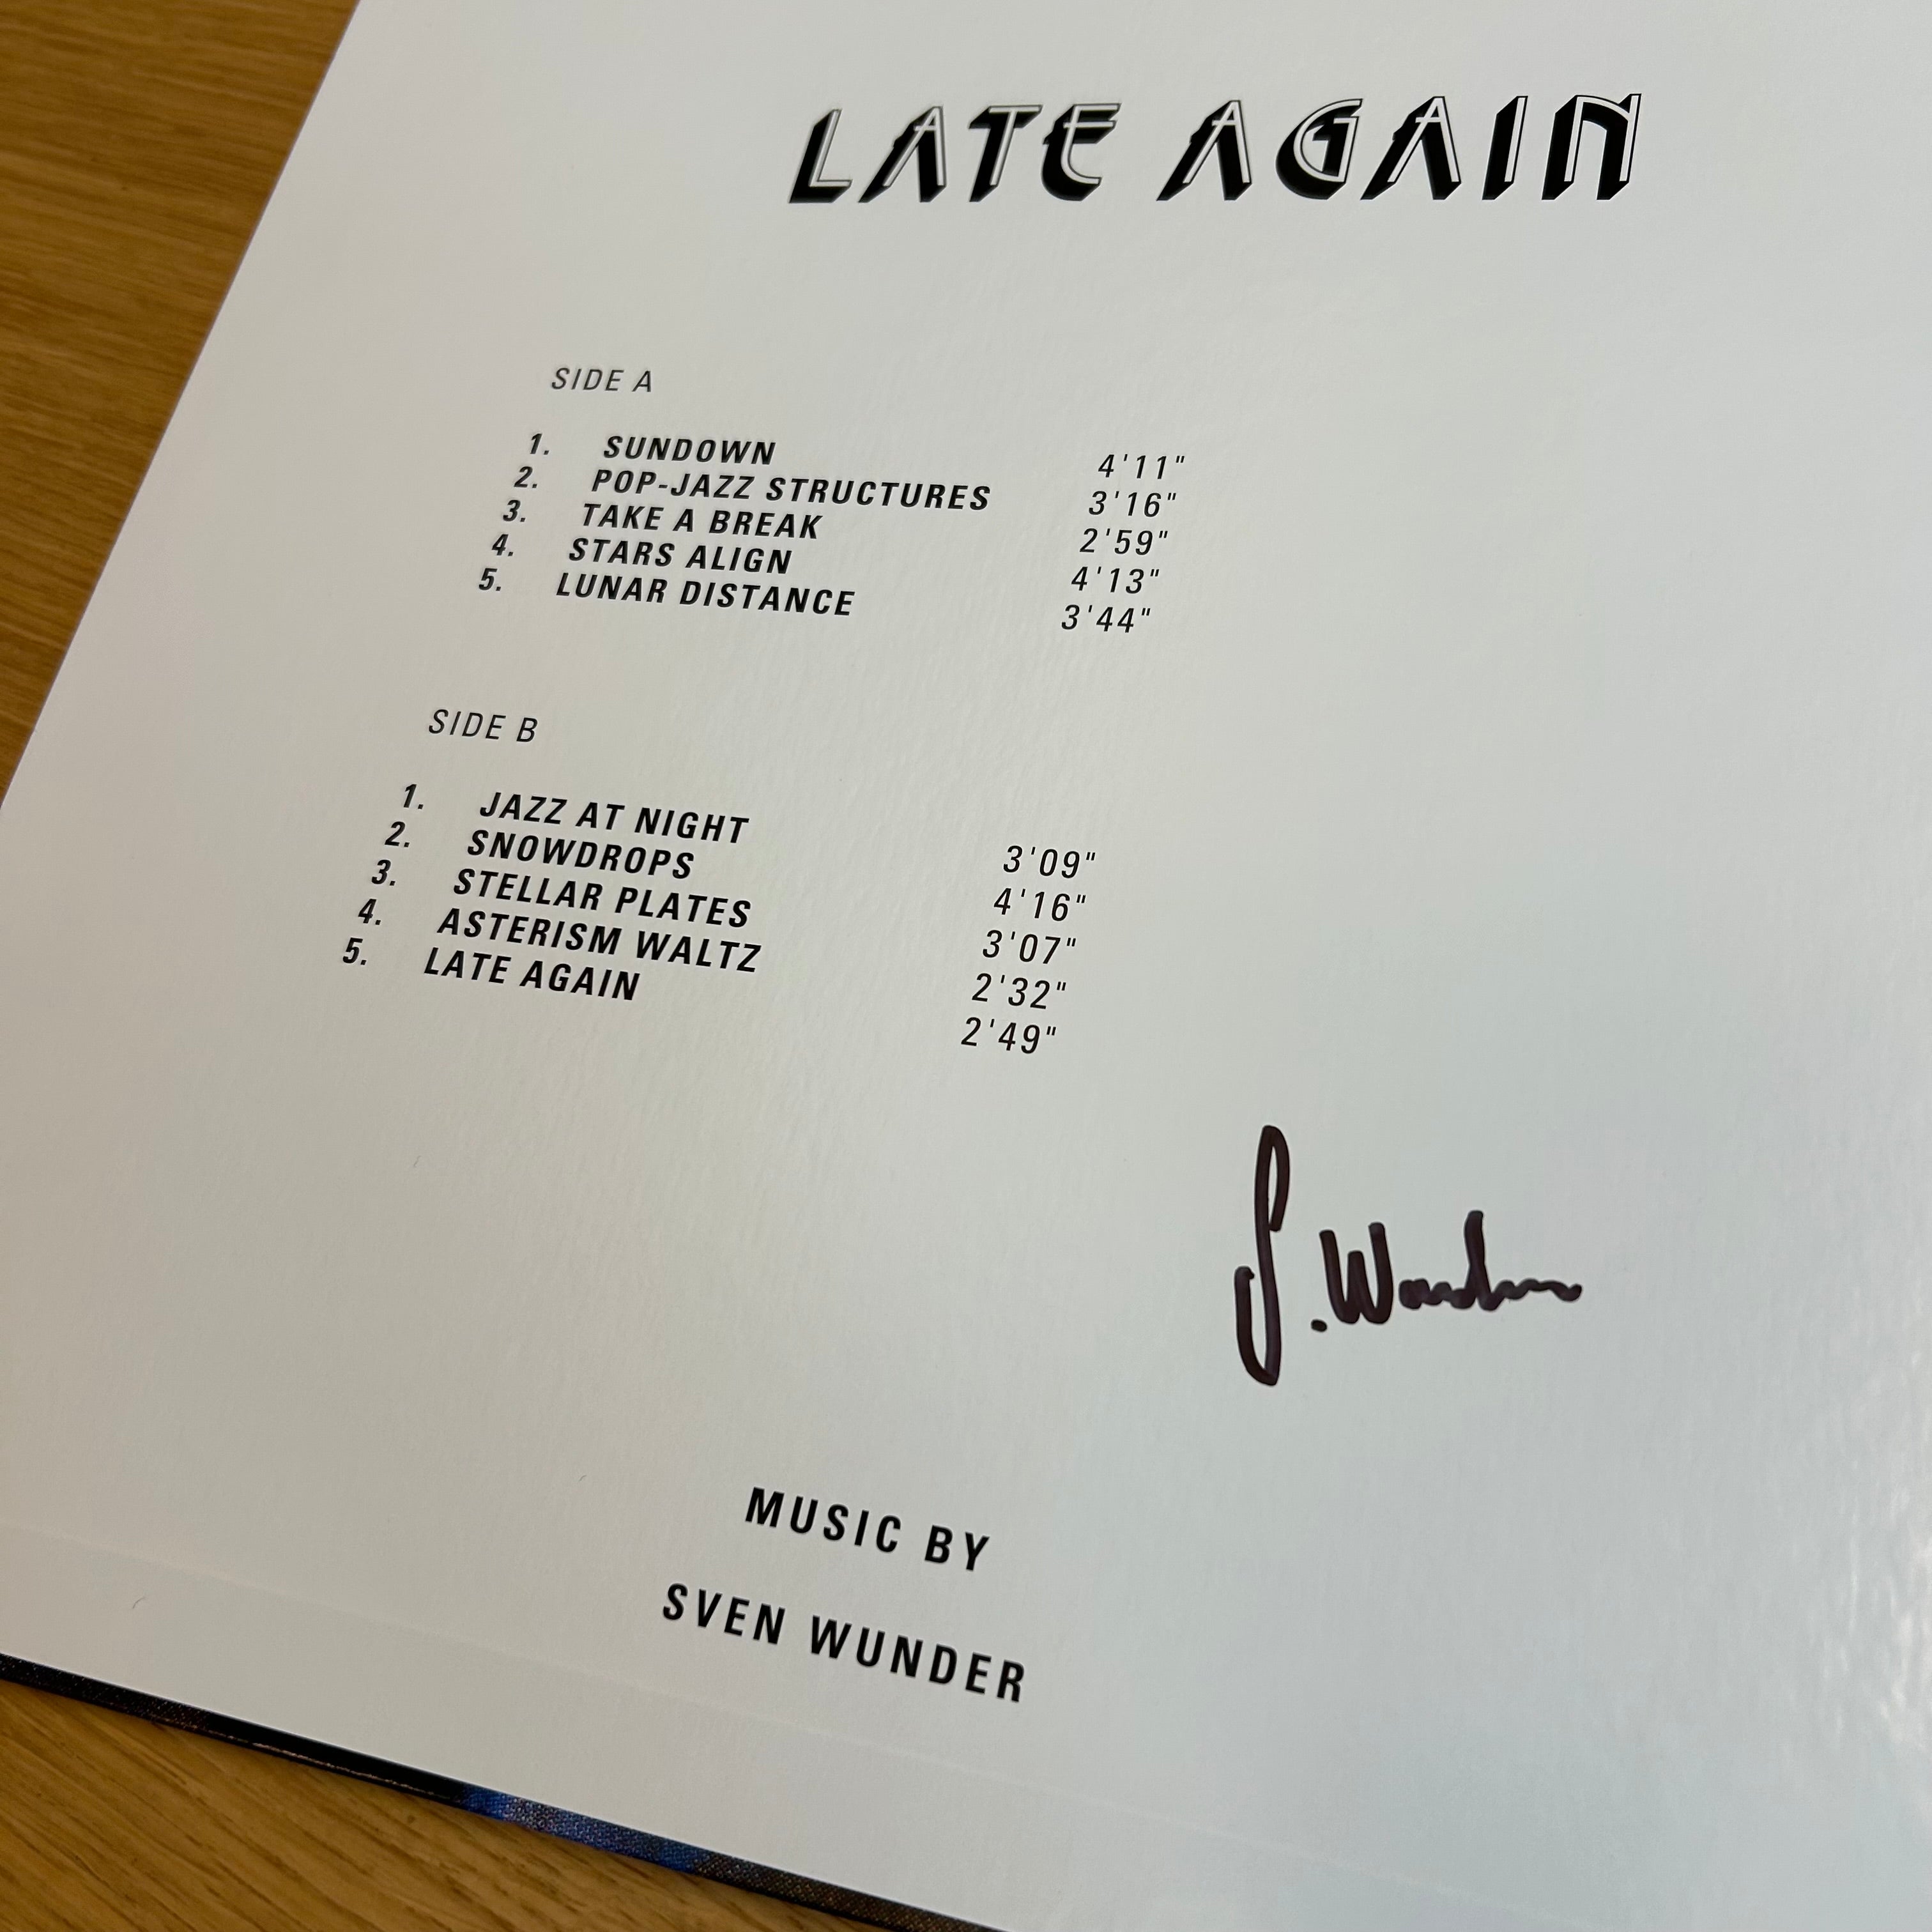 LATE AGAIN
SIDE A
1. SUNDOWN 4'11"
2. POP-JAZZ STRUCTURES 3'16"
3. TAKE A BREAK 2'59"
4. STARS ALIGN 4'13"
5. LUNAR DISTANCE 3'44"
SIDE B
1. JAZZ AT NIGHT 3'09"
2. SNOWDROPS 4'16"
3. STELLAR PLATES 3'07"
4. ASTERISM WALTZ 2'32"
5. LATE AGAIN 2'49"
S. Wunder
MUSIC BY
SVEN WUNDER